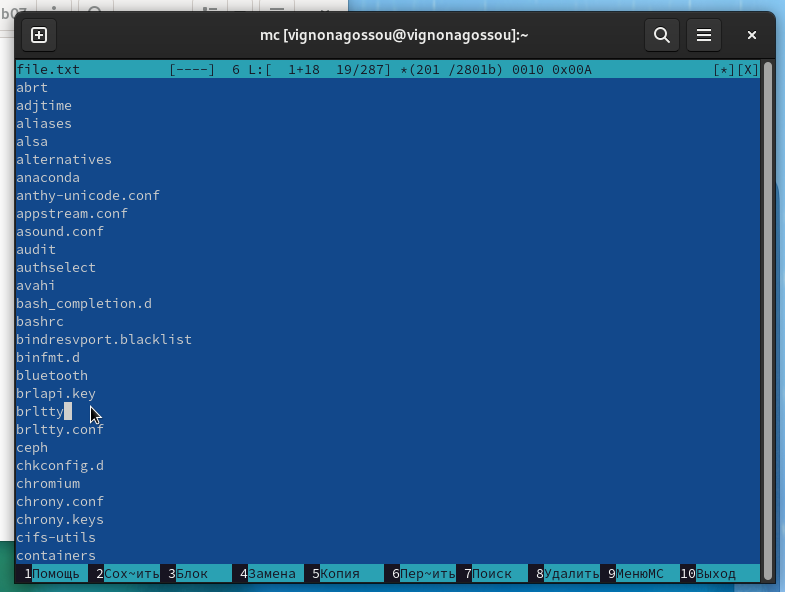 mc [vignonagossou@vignonagossou]:~
file.txt [----] 6 L:[ 1+18 19/287] *(201 /2801b) 0010 0x00A [*][X]
abrt
adjtime
aliases
alsa
alternatives
anaconda
anthy-unicode.conf
appstream.conf
asound.conf
audit
authselect
avahi
bash_completion.d
bashrc
bindresvport.blacklist
binfmt.d
bluetooth
brlapi.key
brltty
brltty.conf
ceph
chkconfig.d
chromium
chrony.conf
chrony.keys
cifs-utils
containers
1Помощь 2Сох~ить 3Блок 4Замена 5Копия 6Пер~ить 7Поиск 8Удалить 9МенюMC 10Выход